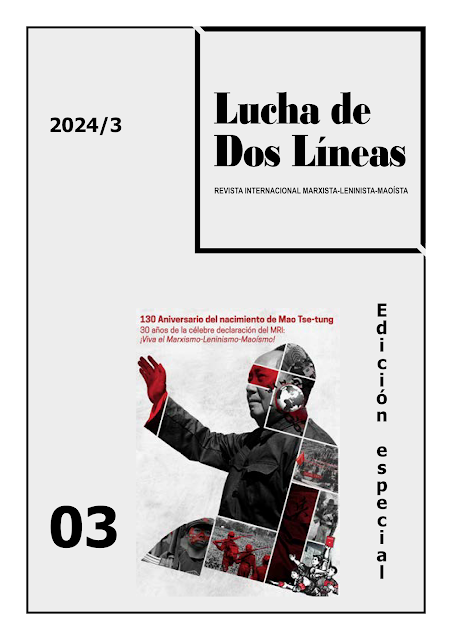 2024/3
Lucha de
Dos Líneas
REVISTA INTERNACIONAL MARXISTA-LENINISTA-MAOÍSTA
130 Aniversario del nacimiento de Mao Tse-tung
30 años de la célebre declaración del MRI:
¡Viva el Marxismo-Leninismo-Maoísmo!
Edición especial
03